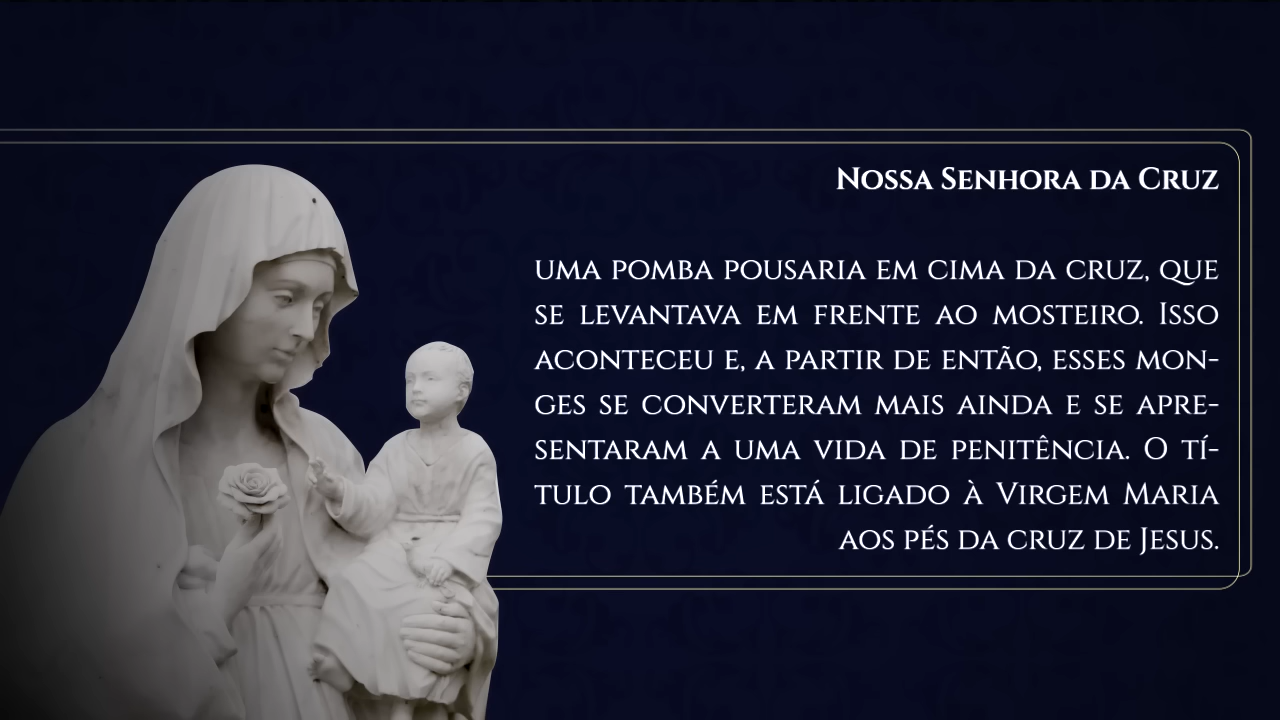 Nossa Senhora da Cruz
uma pomba pousaria em cima da cruz, que
se levantava em frente ao mosteiro. Isso
aconteceu e, a partir de então, esses mon-
ges se converteram mais ainda e se apre-
sentaram a uma vida de penitência. O tí-
tulo também está ligado à Virgem Maria
aos pés da cruz de Jesus.